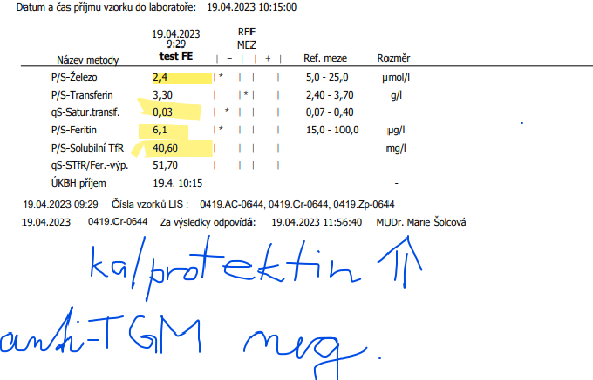 Datum a čas příjmu vzorku do laboratoře: 19.04.2023 10:15:00
19.04.2023 REF
9:29 MEZ
Název metody test FE | - | | + | Ref. meze Rozměr
P/S-Železo 2,4 |* | | | 5,0 - 25,0 µmol/l
P/S-Transferin 3,30 | |*| | 2,40 - 3,70 g/l
qS-Satur.transf. 0,03 | * | | | 0,07 - 0,40
P/S-Feritin 6,1 |* | | | 15,0 - 100,0 µg/l
P/S-Solubilní TfR 40,60 | | | | mg/l
qS-STfR/Fer.-výp. 51,70 | | | |
ÚKBH příjem 19.4. 10:15 -
19.04.2023 09:29 Čísla vzorků LIS : 0419.AC-0644, 0419.Cr-0644, 0419.Zp-0644
19.04.2023 0419.Cr-0644 Za výsledky odpovídá: 19.04.2023 11:56:40 MUDr. Marie Šolcová
kalprotektin ⇑
anti-TGM neg.